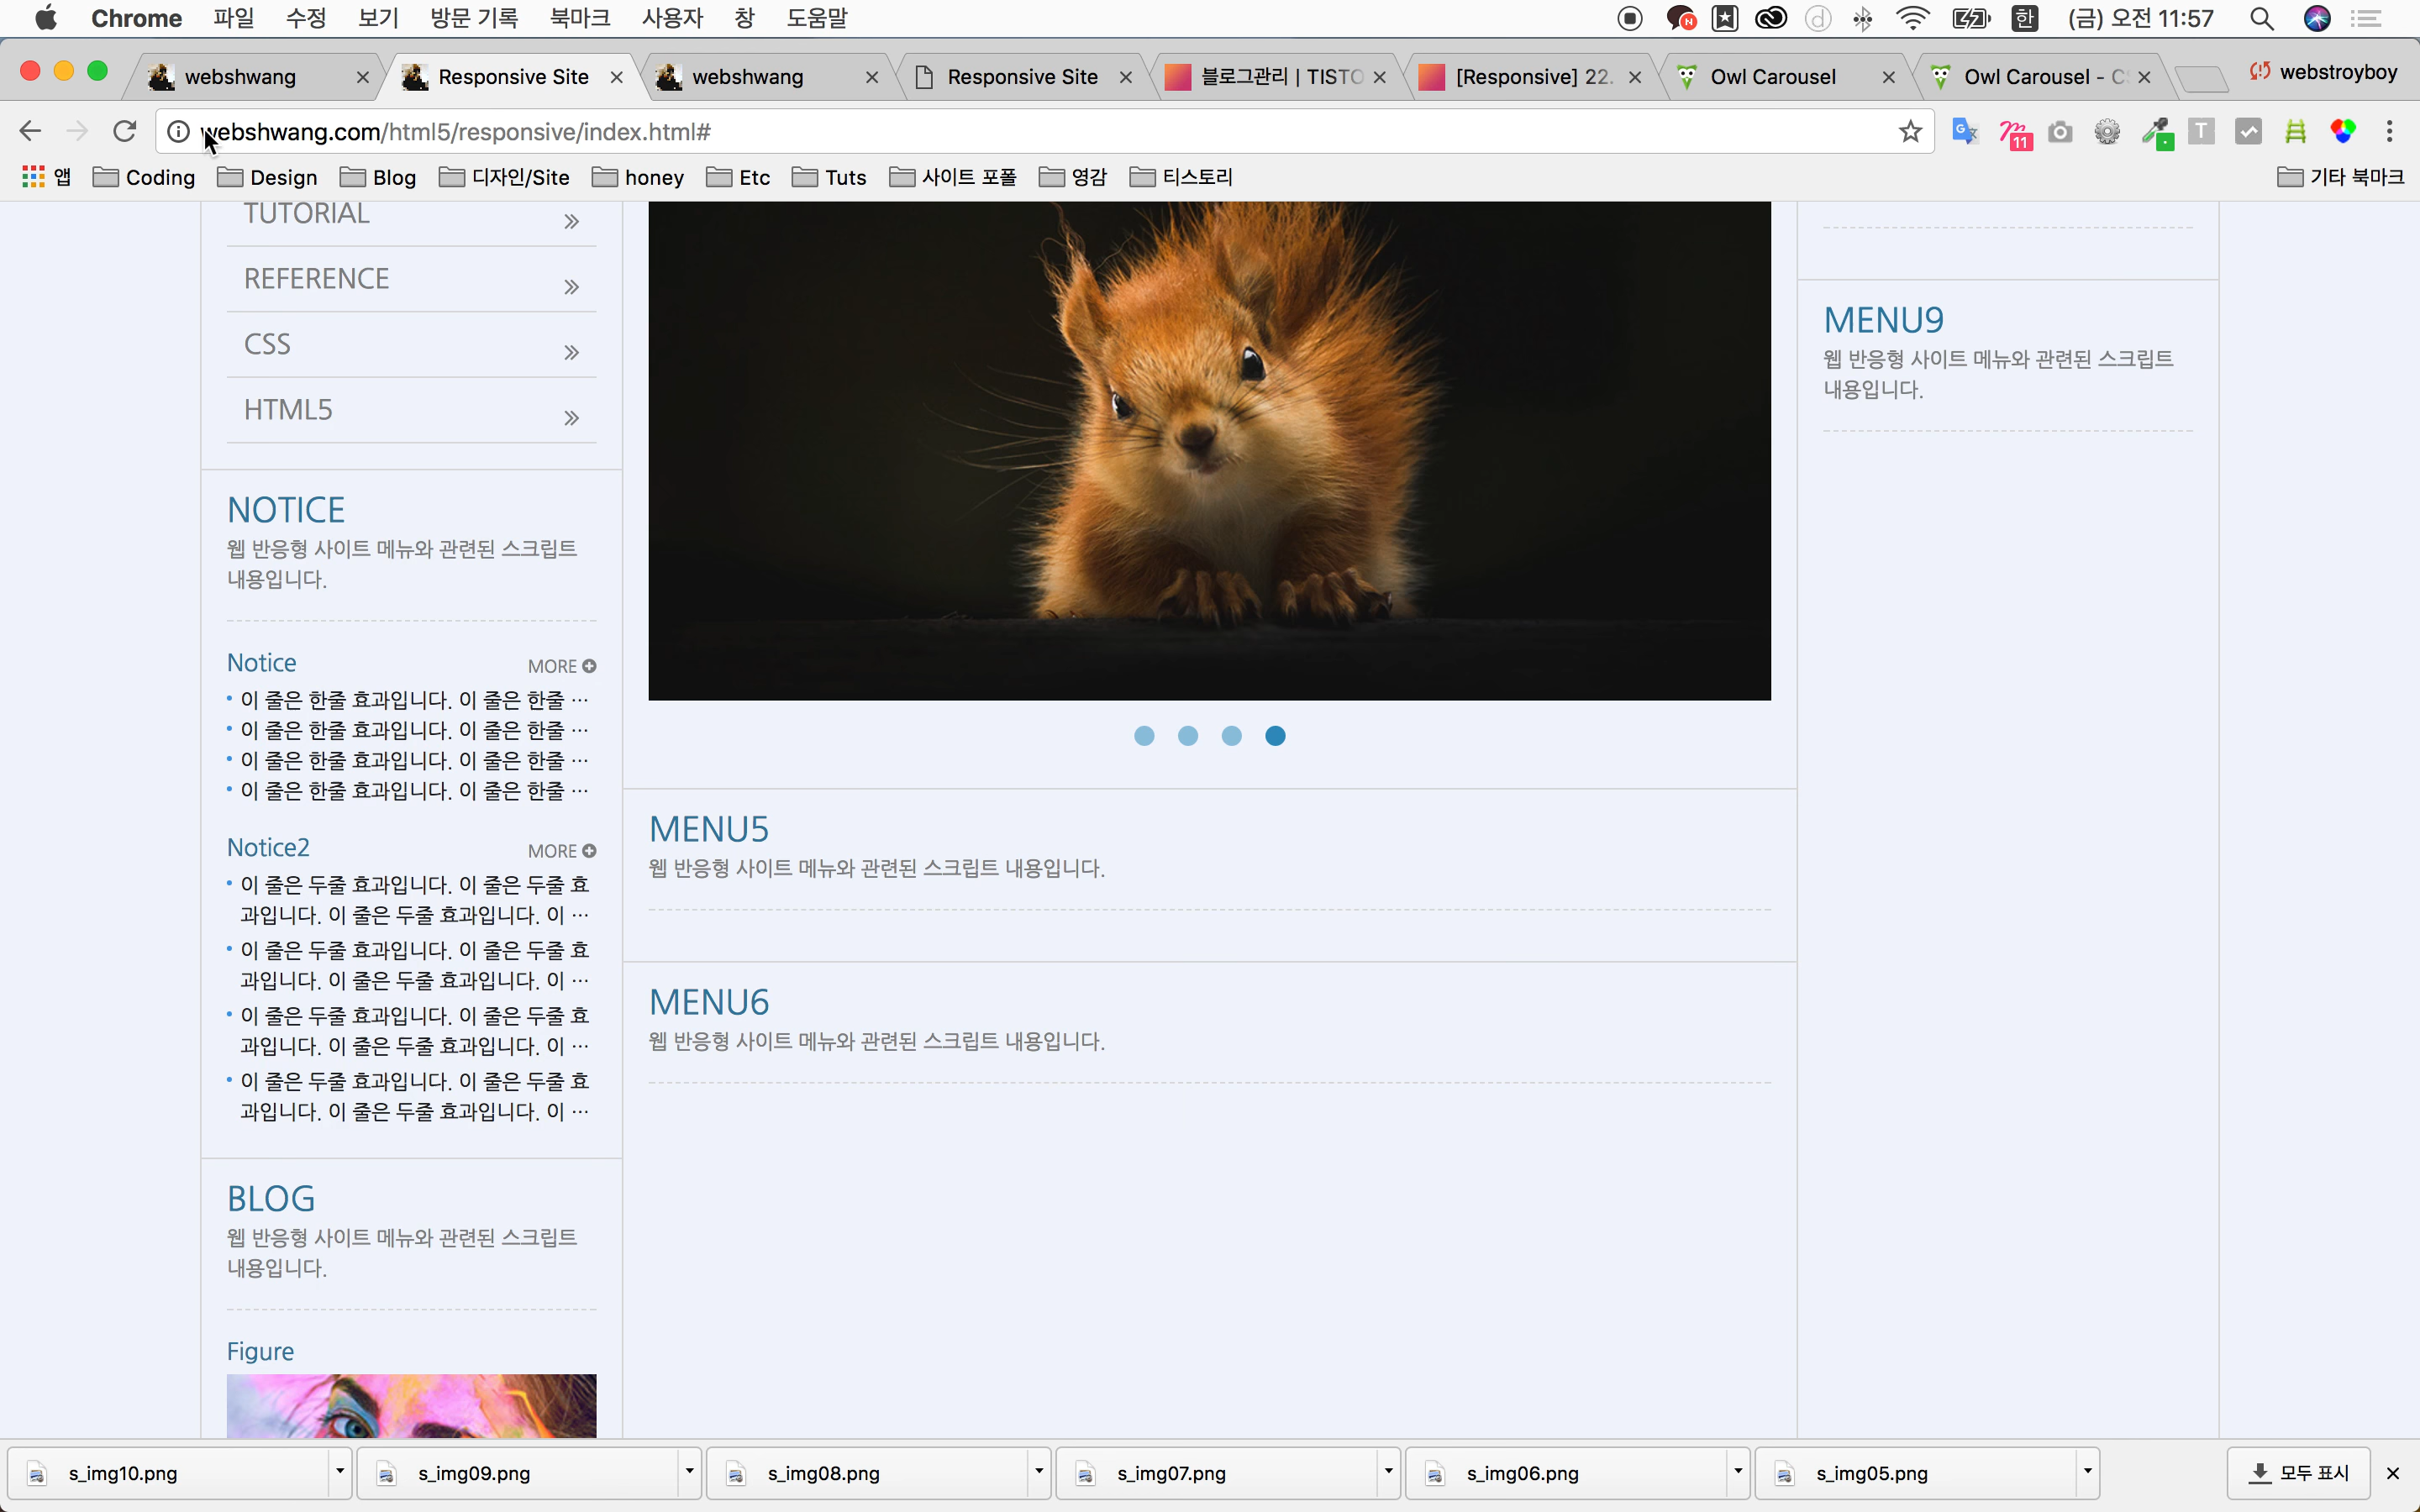 Chrome 파일 수정 보기 방문 기록 북마크 사용자 창 도움말 한 (금) 오전 11:57
webshwang Responsive Site webshwang Responsive Site 블로그관리 | TISTO [Responsive] 22. Owl Carousel Owl Carousel - C webstroyboy
webshwang.com/html5/responsive/index.html# 11
앱 Coding Design Blog 디자인/Site honey Etc Tuts 사이트 포폴 영감 티스토리 기타 북마크
TUTORIAL
REFERENCE
CSS
HTML5
NOTICE
웹 반응형 사이트 메뉴와 관련된 스크립트
내용입니다.
Notice MORE
이 줄은 한줄 효과입니다. 이 줄은 한줄 …
이 줄은 한줄 효과입니다. 이 줄은 한줄 …
이 줄은 한줄 효과입니다. 이 줄은 한줄 …
이 줄은 한줄 효과입니다. 이 줄은 한줄 …
Notice2 MORE
이 줄은 두줄 효과입니다. 이 줄은 두줄 효
과입니다. 이 줄은 두줄 효과입니다. 이 …
이 줄은 두줄 효과입니다. 이 줄은 두줄 효
과입니다. 이 줄은 두줄 효과입니다. 이 …
이 줄은 두줄 효과입니다. 이 줄은 두줄 효
과입니다. 이 줄은 두줄 효과입니다. 이 …
이 줄은 두줄 효과입니다. 이 줄은 두줄 효
과입니다. 이 줄은 두줄 효과입니다. 이 …
BLOG
웹 반응형 사이트 메뉴와 관련된 스크립트
내용입니다.
Figure
MENU5
웹 반응형 사이트 메뉴와 관련된 스크립트 내용입니다.
MENU6
웹 반응형 사이트 메뉴와 관련된 스크립트 내용입니다.
MENU9
웹 반응형 사이트 메뉴와 관련된 스크립트
내용입니다.
s_img10.png s_img09.png s_img08.png s_img07.png s_img06.png s_img05.png 모두 표시